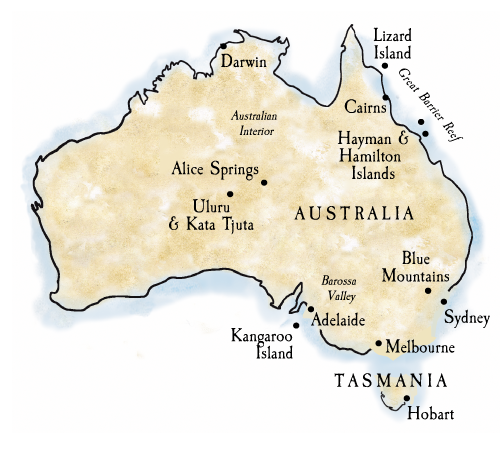 Lizard
Island
Darwin
Great Barrier Reef
Cairns
Australian
Interior
Hayman &
Hamilton
Islands
Alice Springs
Uluru
& Kata Tjuta
AUSTRALIA
Blue
Mountains
Barossa
Valley
Sydney
Adelaide
Kangaroo
Island
Melbourne
TASMANIA
Hobart